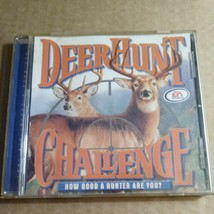 DEER HUNT
CHALLENGE
HOW GOOD A HUNTER ARE YOU?